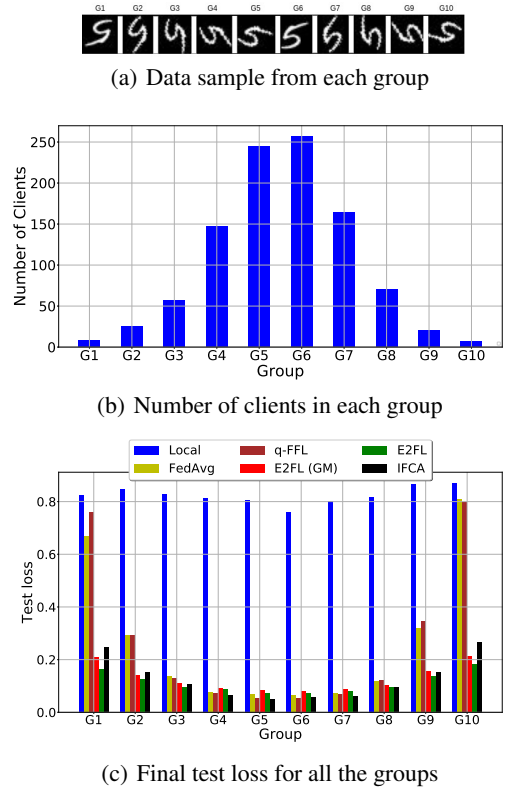 G1 G2 G3 G4 G5 G6 G7 G8 G9 G10
(a) Data sample from each group
250
200
150
100
50
0
Number of Clients
G1 G2 G3 G4 G5 G6 G7 G8 G9 G10
Group
(b) Number of clients in each group
Local q-FFL E2FL
FedAvg E2FL (GM) IFCA
0.8
0.6
0.4
0.2
0.0
Test loss
G1 G2 G3 G4 G5 G6 G7 G8 G9 G10
Group
(c) Final test loss for all the groups